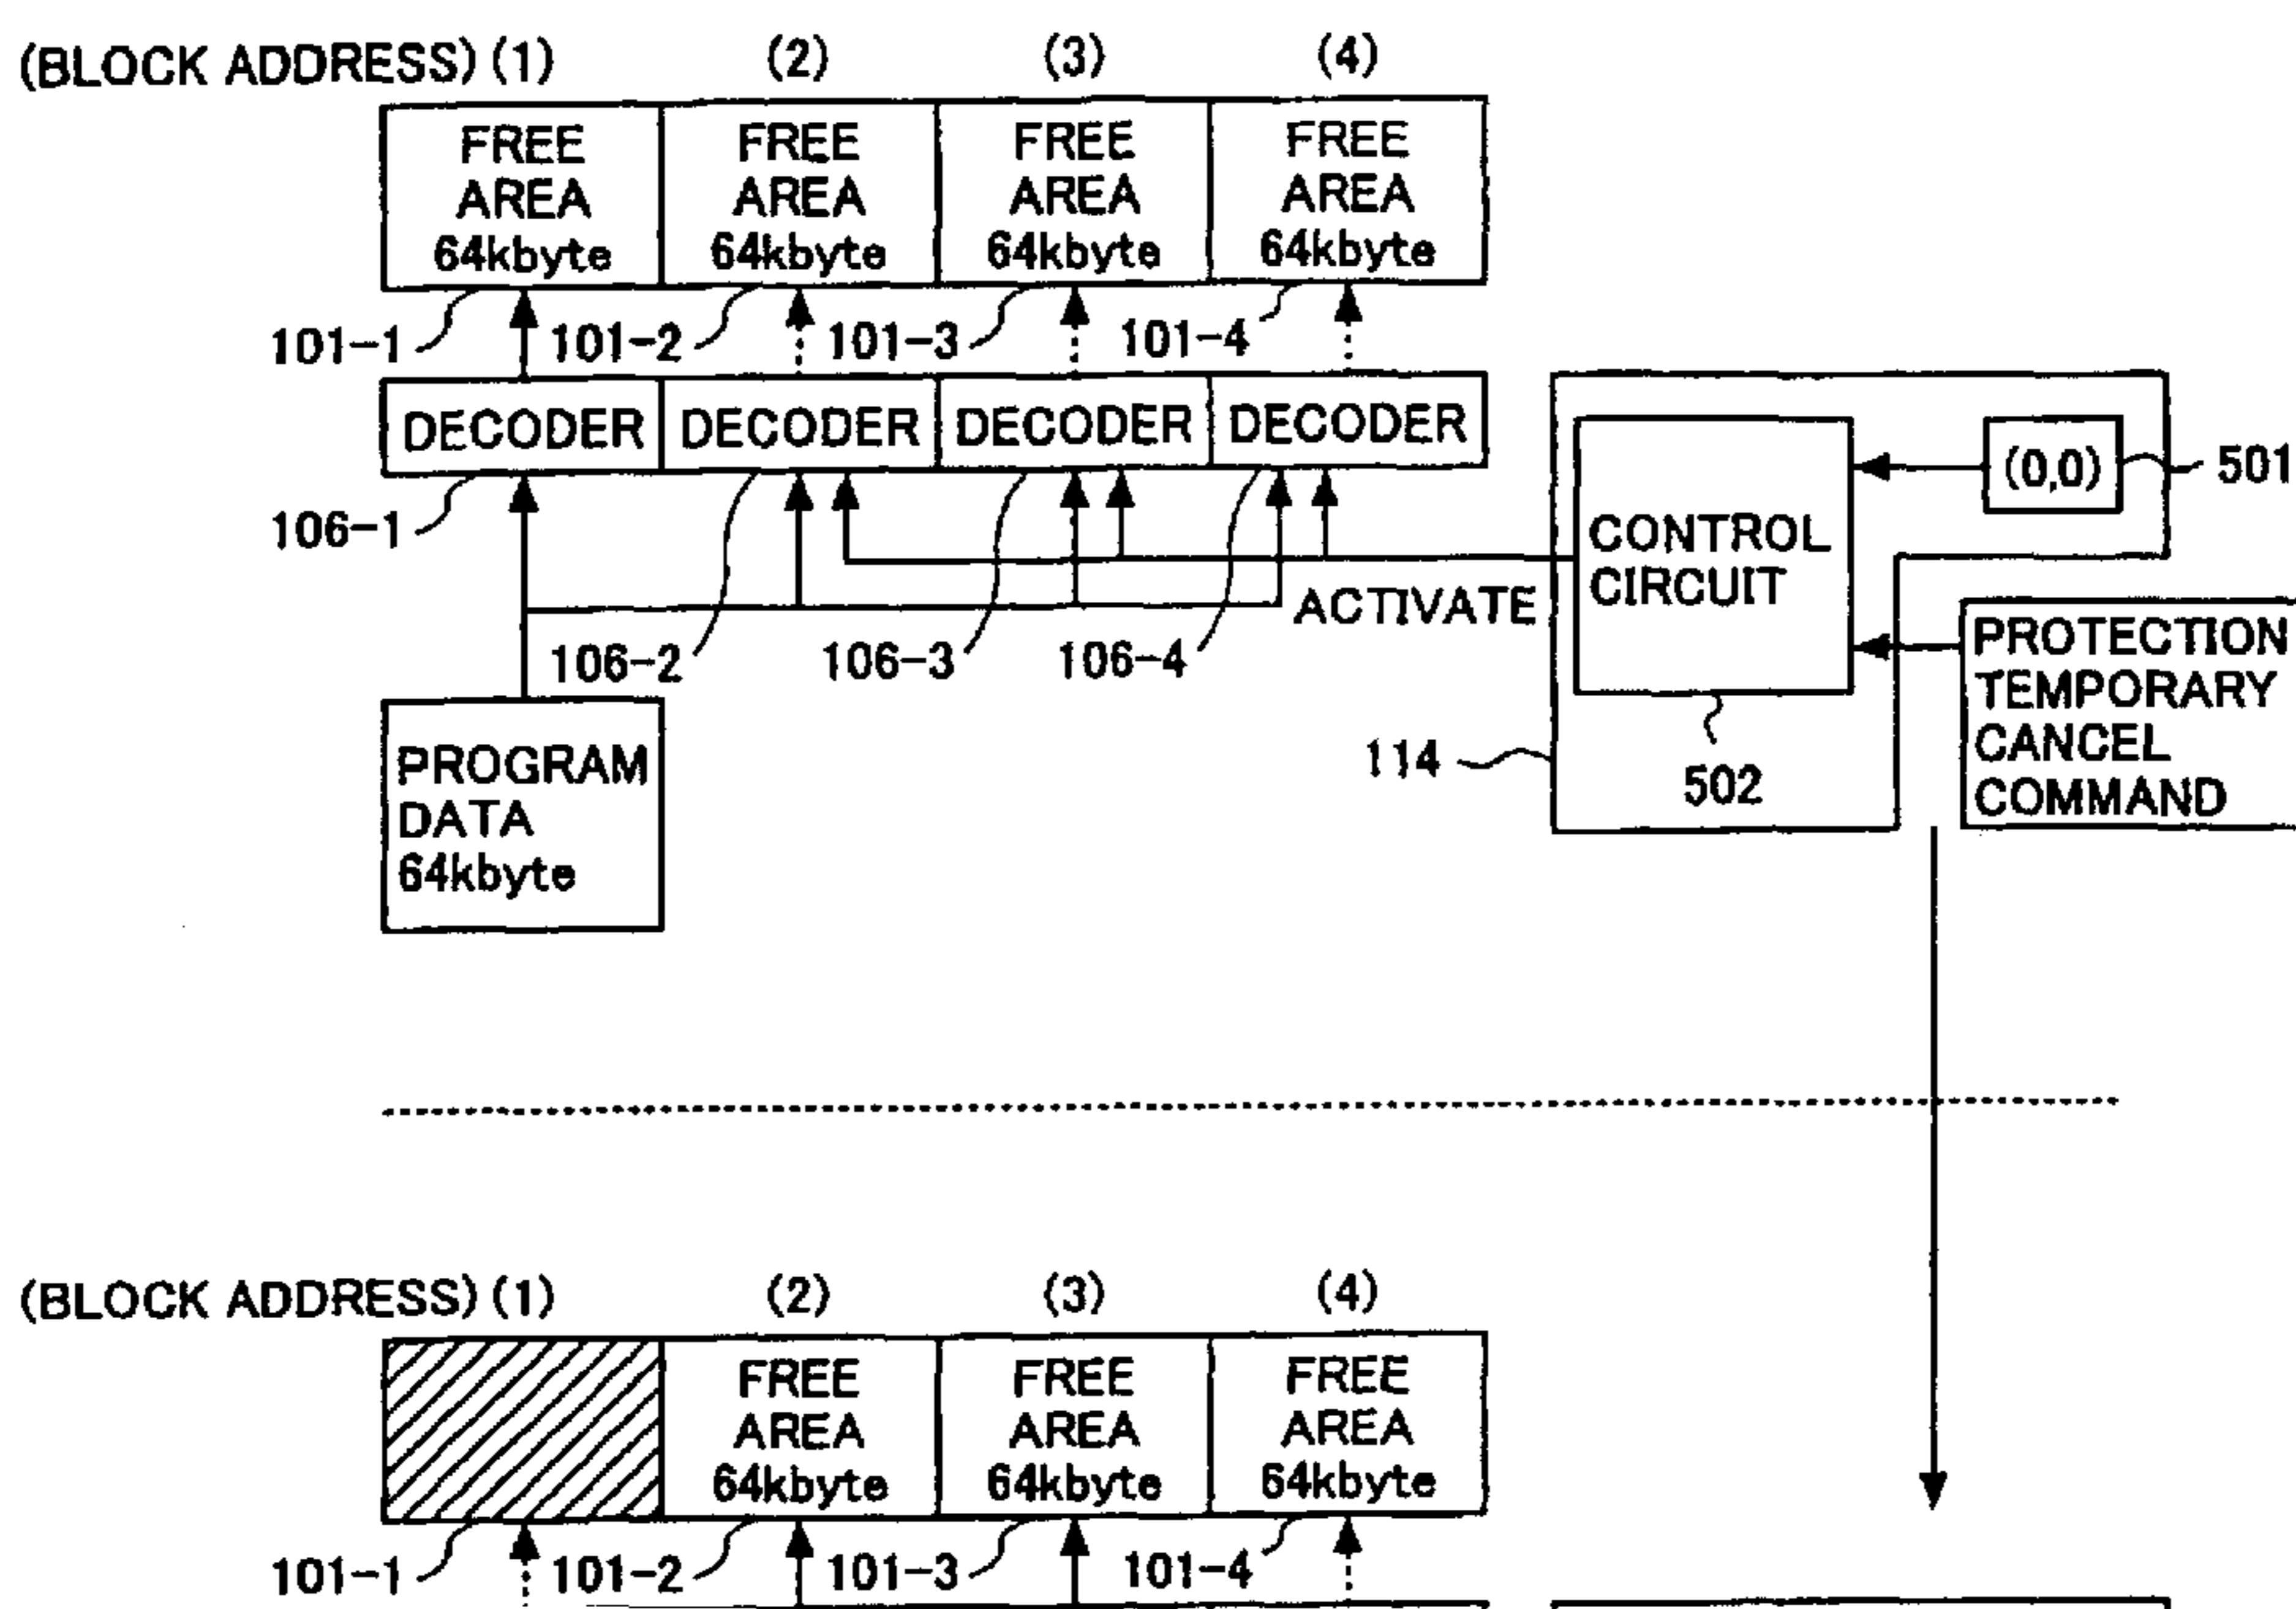 (BLOCK ADDRESS) (1) (2) (3) (4)
FREE AREA 64kbyte
FREE AREA 64kbyte
FREE AREA 64kbyte
FREE AREA 64kbyte
101-1 101-2 101-3 101-4
DECODER DECODER DECODER DECODER
(0,0) 501
106-1
CONTROL
CIRCUIT
ACTIVATE
106-2 106-3 106-4
PROTECTION
TEMPORARY
CANCEL
COMMAND
114
502
PROGRAM
DATA
64kbyte
(BLOCK ADDRESS) (1) (2) (3) (4)
FREE AREA 64kbyte
FREE AREA 64kbyte
FREE AREA 64kbyte
101-1 101-2 101-3 101-4